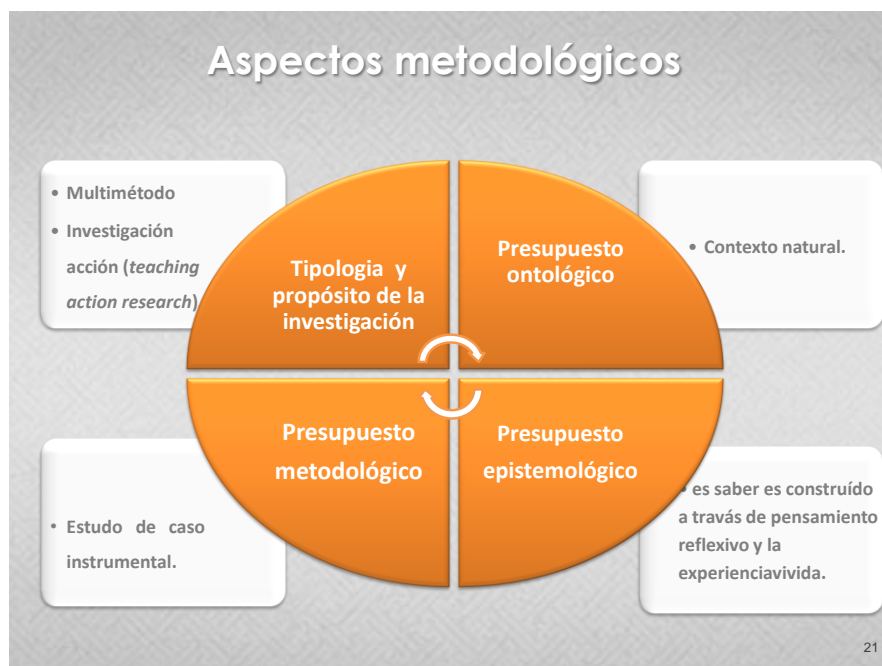 Aspectos metodológicos
• Multimétodo
• Investigación
acción (teaching
action research)
Tipologia y
propósito de la
investigación
Presupuesto
ontológico
• Contexto natural.
Presupuesto
metodológico
Presupuesto
epistemológico
• Estudo de caso
instrumental.
• es saber es construído
a travás de pensamiento
reflexivo y la
experienciavivida.
21